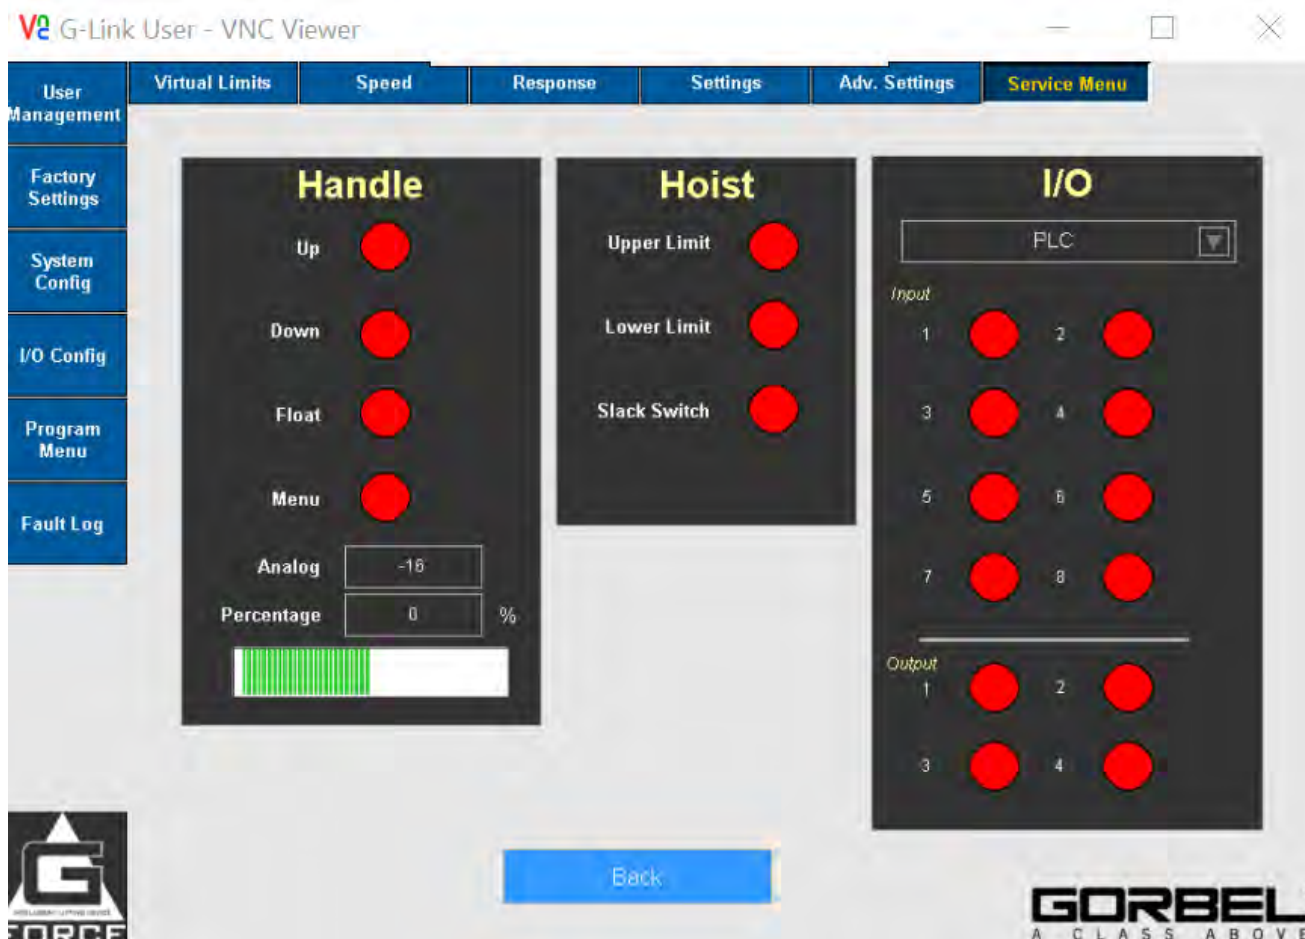 VNC G-Link User - VNC Viewer
User
Management
Virtual Limits
Speed
Response
Settings
Adv. Settings
Service Menu
Factory
Settings
System
Config
I/O Config
Program
Menu
Fault Log
Handle
Up
Down
Float
Menu
Analog -16
Percentage 0 %
Hoist
Upper Limit
Lower Limit
Slack Switch
I/O
PLC
Input
1 2
3 4
5 6
7 8
Output
1 2
3 4
Back
G
FORCE
GORBEL
A CLASS ABOVE